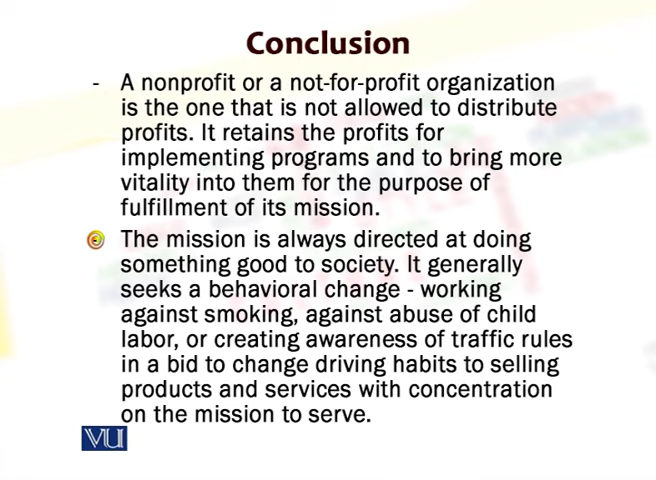 Conclusion
- A nonprofit or a not-for-profit organization
is the one that is not allowed to distribute
profits. It retains the profits for
implementing programs and to bring more
vitality into them for the purpose of
fulfillment of its mission.
The mission is always directed at doing
something good to society. It generally
seeks a behavioral change - working
against smoking, against abuse of child
labor, or creating awareness of traffic rules
in a bid to change driving habits to selling
products and services with concentration
on the mission to serve.
VU